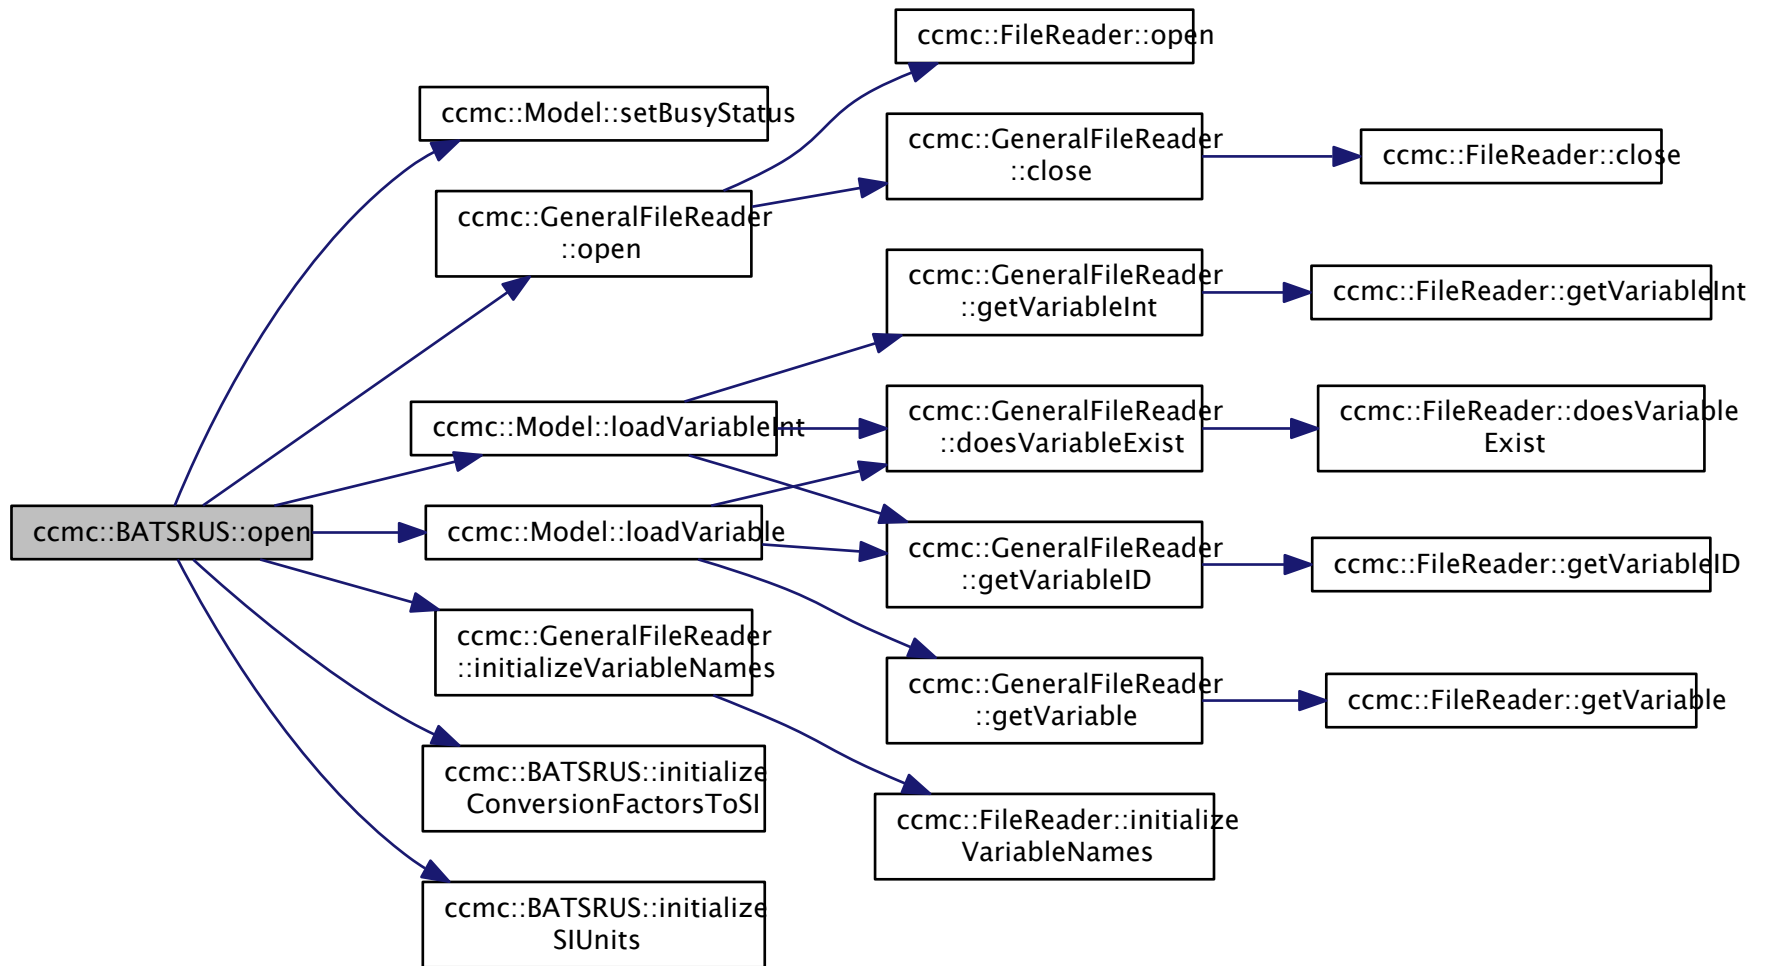 ccmc::FileReader::open
ccmc::Model::setBusyStatus
ccmc::GeneralFileReader
::close
ccmc::FileReader::close
ccmc::GeneralFileReader
::open
ccmc::GeneralFileReader
::getVariableInt
ccmc::FileReader::getVariableInt
ccmc::Model::loadVariableInt
ccmc::GeneralFileReader
::doesVariableExist
ccmc::FileReader::doesVariable
Exist
ccmc::BATSRUS::open
ccmc::Model::loadVariable
ccmc::GeneralFileReader
::getVariableID
ccmc::FileReader::getVariableID
ccmc::GeneralFileReader
::initializeVariableNames
ccmc::GeneralFileReader
::getVariable
ccmc::FileReader::getVariable
ccmc::BATSRUS::initialize
ConversionFactorsToSI
ccmc::FileReader::initialize
VariableNames
ccmc::BATSRUS::initialize
SIUnits